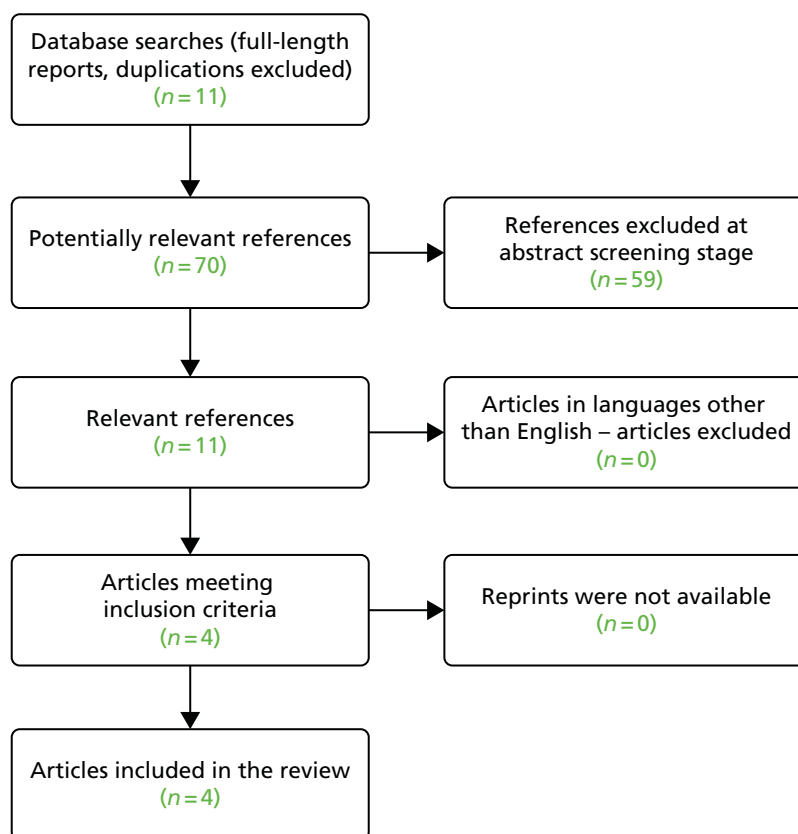 Database searches (full-length
reports, duplications excluded)
(n=11)
Potentially relevant references
(n=70)
References excluded at
abstract screening stage
(n=59)
Relevant references
(n=11)
Articles in languages other
than English – articles excluded
(n=0)
Articles meeting
inclusion criteria
(n=4)
Reprints were not available
(n=0)
Articles included in the review
(n=4)